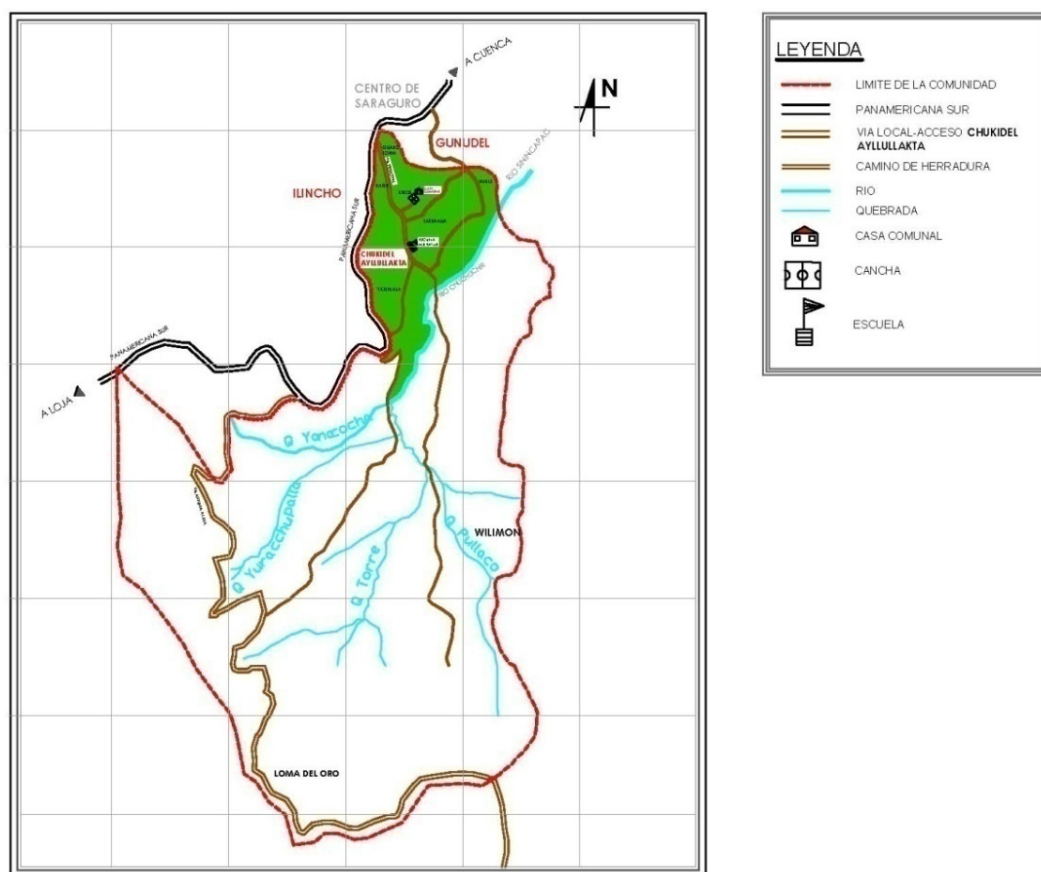 A CUENCA
CENTRO DE
SARAGURO
N
GUNUDEL
RIO SININCAPAC
ILINCHO
PANAMERICANA SUR
CHUKIDEL
AYLLULLAKTA
PANAMERICANA SUR
A LOJA
Q Yanacocha
Q Yuracchupalla
Q Torre
Q Pullaco
WILIMON
LOMA DEL ORO
LEYENDA
LIMITE DE LA COMUNIDAD
PANAMERICANA SUR
VIA LOCAL-ACCESO CHUKIDEL
AYLLULLAKTA
CAMINO DE HERRADURA
RIO
QUEBRADA
CASA COMUNAL
CANCHA
ESCUELA